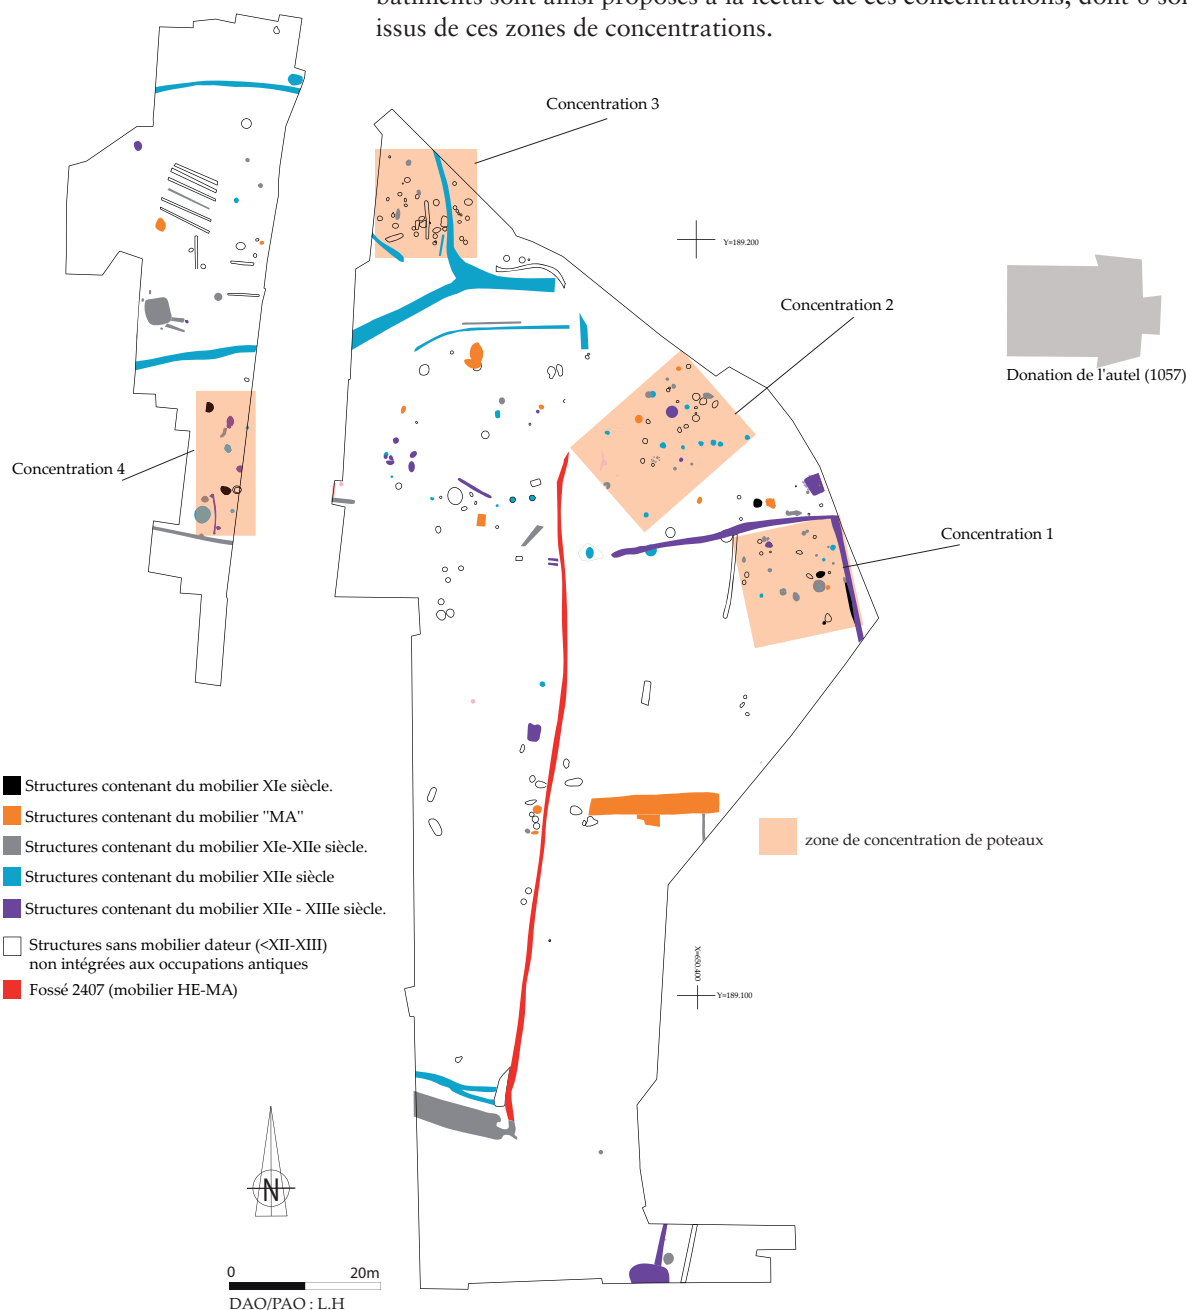 issus de ces zones de concentrations.
Concentration 3
Y=189.200
Concentration 2
Donation de l'autel (1057)
Concentration 4
Concentration 1
Structures contenant du mobilier XIe siècle.
Structures contenant du mobilier "MA"
Structures contenant du mobilier XIe-XIIe siècle.
Structures contenant du mobilier XIIe siècle
Structures contenant du mobilier XIIe - XIIIe siècle.
Structures sans mobilier dateur (<XII-XIII)
non intégrées aux occupations antiques
Fossé 2407 (mobilier HE-MA)
zone de concentration de poteaux
X=650.400
Y=189.100
N
0 20m
DAO/PAO : L.H